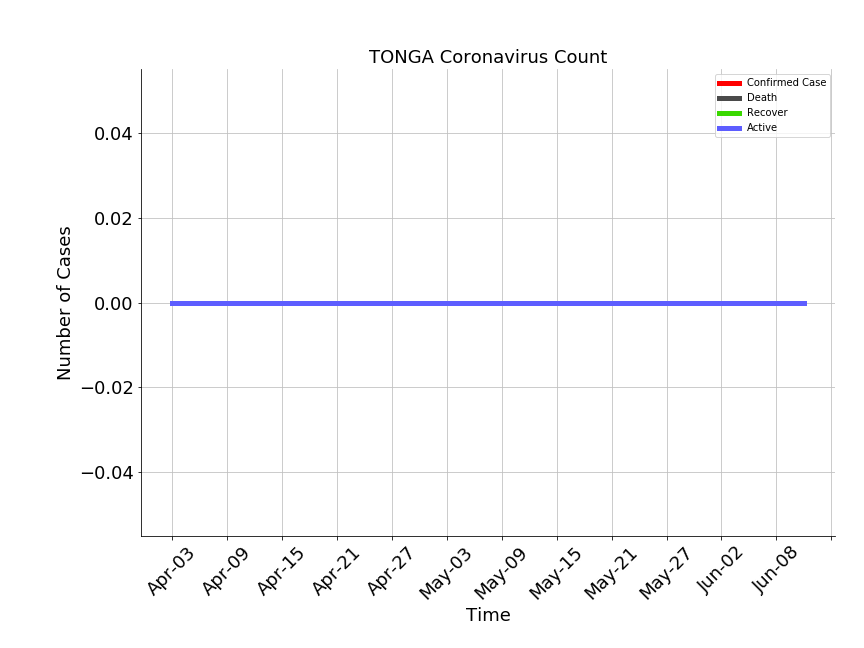 TONGA Coronavirus Count
Confirmed Case
Death
Recover
Active
0.04
0.02
0.00
−0.02
−0.04
Number of Cases
Apr-03
Apr-09
Apr-15
Apr-21
Apr-27
May-03
May-09
May-15
May-21
May-27
Jun-02
Jun-08
Time